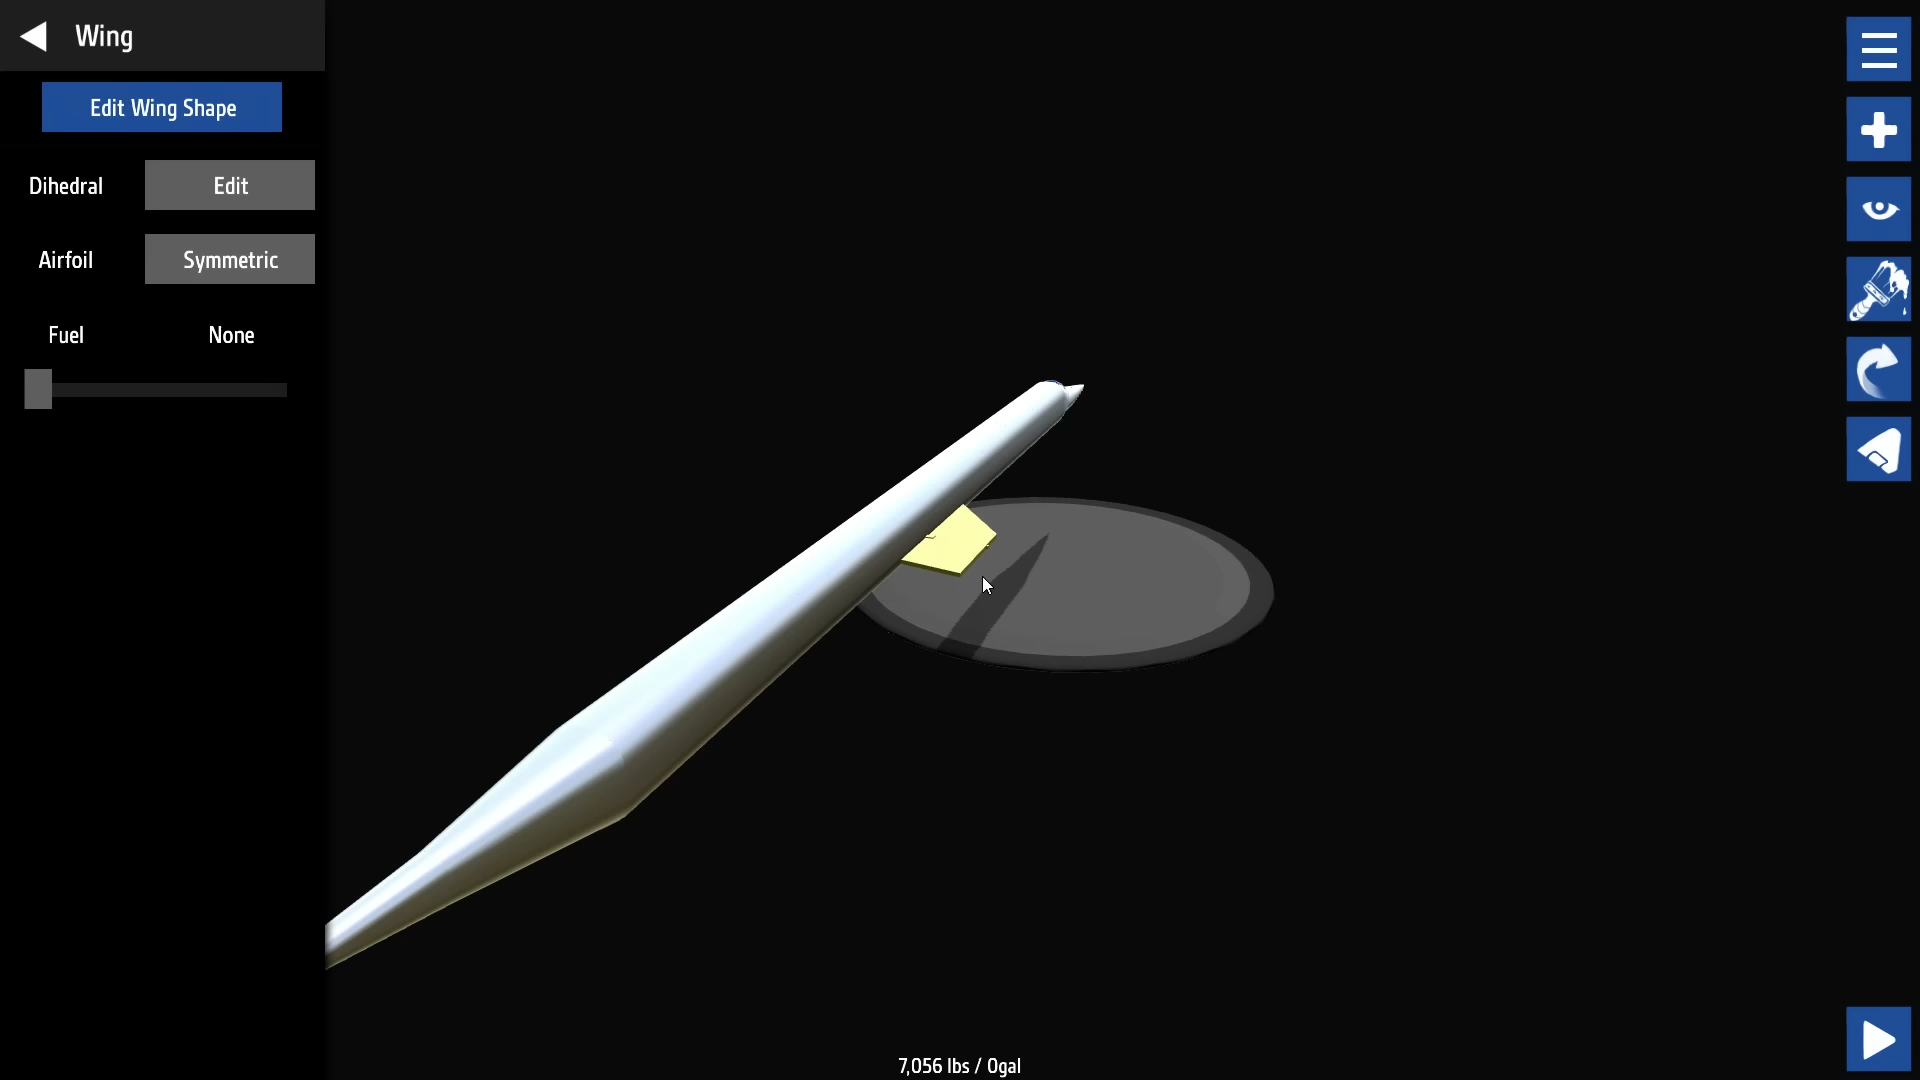 Wing
Edit Wing Shape
Dihedral Edit
Airfoil Symmetric
Fuel None
7,056 lbs / 0gal